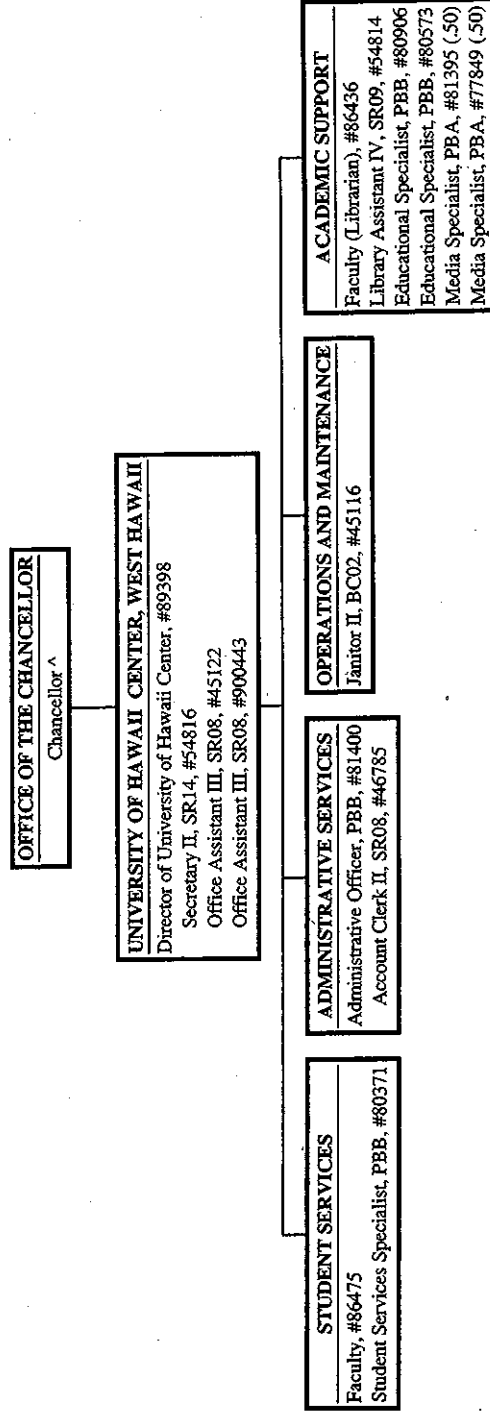 OFFICE OF THE CHANCELLOR
Chancellor ^
UNIVERSITY OF HAWAII CENTER, WEST HAWAII
Director of University of Hawaii Center, #89398
Secretary II, SR14, #54816
Office Assistant III, SR08, #45122
Office Assistant III, SR08, #900443
STUDENT SERVICES
Faculty, #86475
Student Services Specialist, PBB, #80371
ADMINISTRATIVE SERVICES
Administrative Officer, PBB, #81400
Account Clerk II, SR08, #46785
OPERATIONS AND MAINTENANCE
Janitor II, BC02, #45116
ACADEMIC SUPPORT
Faculty (Librarian), #86436
Library Assistant IV, SR09, #54814
Educational Specialist, PBB, #80906
Educational Specialist, PBB, #80573
Media Specialist, PBA, #81395 (.50)
Media Specialist, PBA, #77849 (.50)